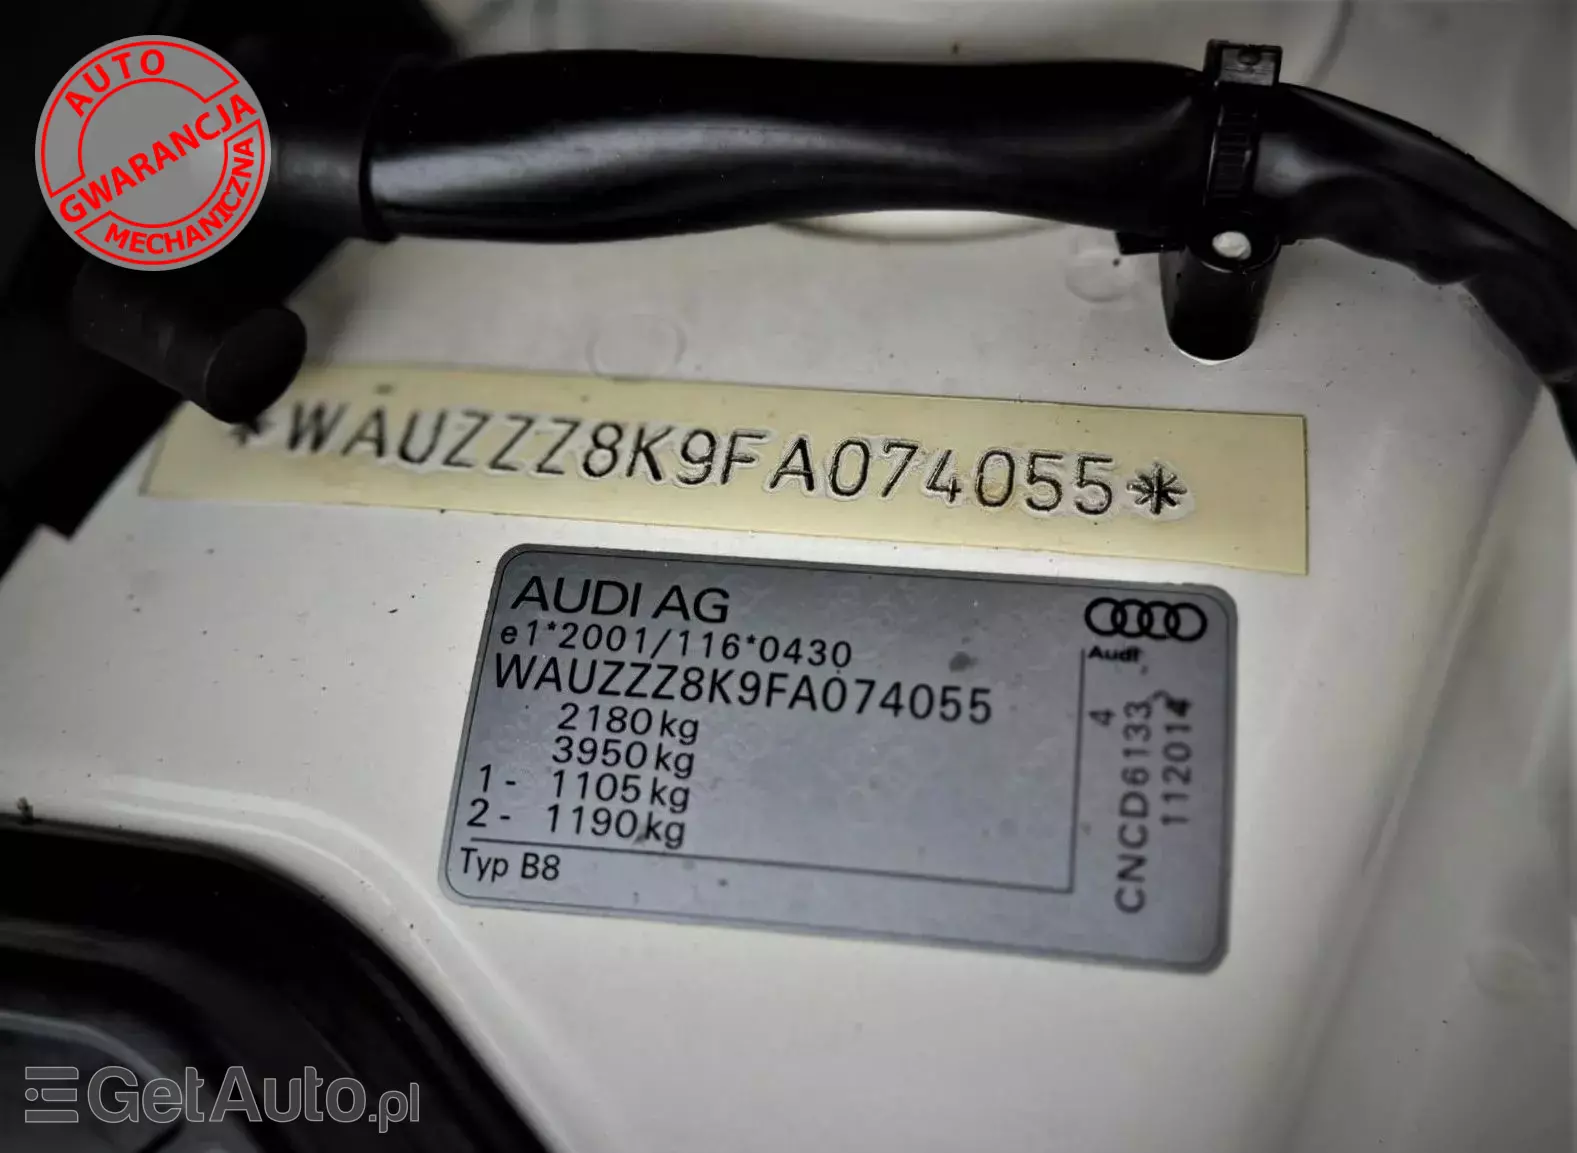 AUTO
GWARANCJA
MECHANICZNA
*WAUZZZ8K9FA074055*
AUDI AG
e1*2001/116*0430
WAUZZZ8K9FA074055
2180 kg
3950 kg
1 - 1105 kg
2 - 1190 kg
Typ B8
Audi
4
CNCD6133
112014
GetAuto.pl